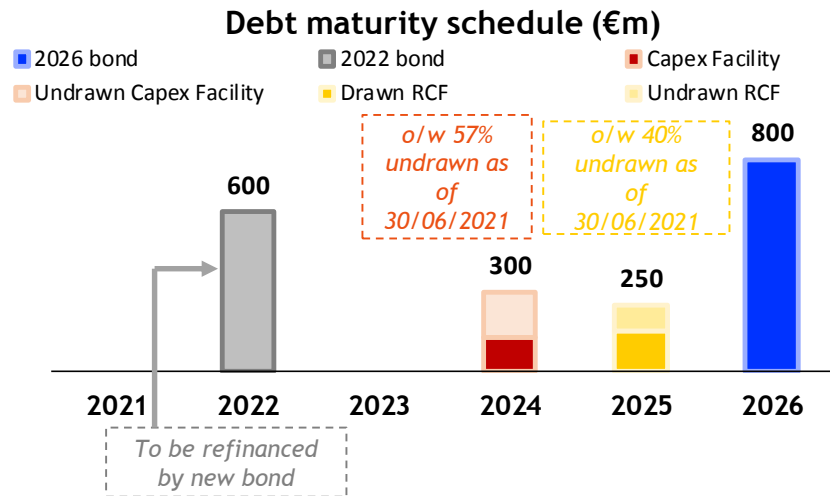 Debt maturity schedule (€m)
2026 bond
2022 bond
Capex Facility
Undrawn Capex Facility
Drawn RCF
Undrawn RCF
o/w 57%
undrawn as
of
30/06/2021
o/w 40%
undrawn as
of
30/06/2021
600
300
250
800
2021
2022
2023
2024
2025
2026
To be refinanced
by new bond